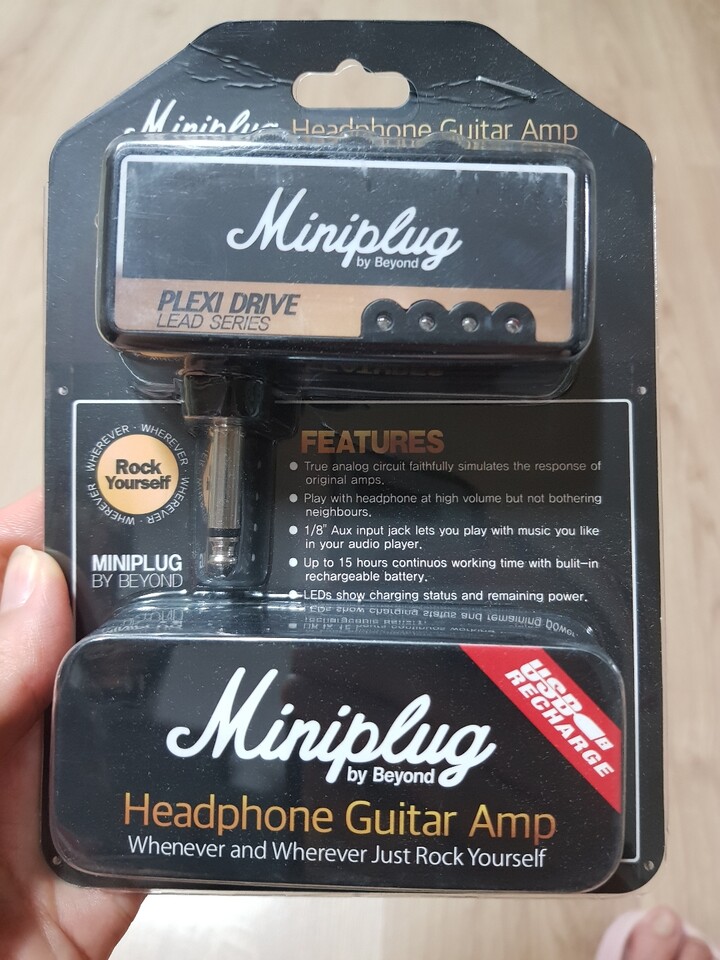 Miniplug Headphone Guitar Amp
Miniplug
by Beyond
PLEXI DRIVE
LEAD SERIES
WHEREVER · WHEREVER · WHEREVER · WHEREVER ·
Rock
Yourself
MINIPLUG
BY BEYOND
FEATURES
● True analog circuit faithfully simulates the response of
original amps.
● Play with headphone at high volume but not bothering
neighbours.
● 1/8" Aux input jack lets you play with music you like
in your audio player.
● Up to 15 hours continuos working time with bulit-in
rechargeable battery.
● LEDs show charging status and remaining power.
USB
RECHARGE
Miniplug
by Beyond
Headphone Guitar Amp
Whenever and Wherever Just Rock Yourself